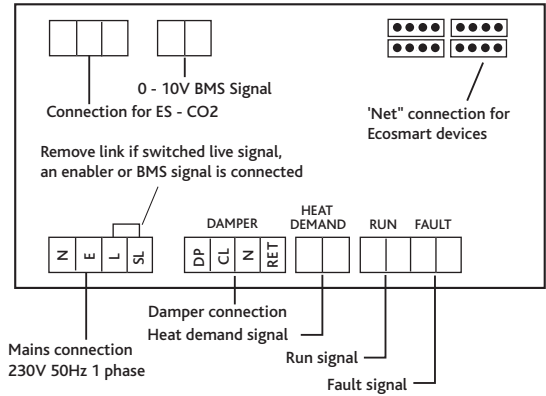 0 - 10V BMS Signal
Connection for ES - CO2
'Net" connection for
Ecosmart devices
Remove link if switched live signal,
an enabler or BMS signal is connected
DAMPER
HEAT
DEMAND
RUN
FAULT
N
E
L
SL
DP
CL
N
RET
Damper connection
Heat demand signal
Mains connection
230V 50Hz 1 phase
Run signal
Fault signal